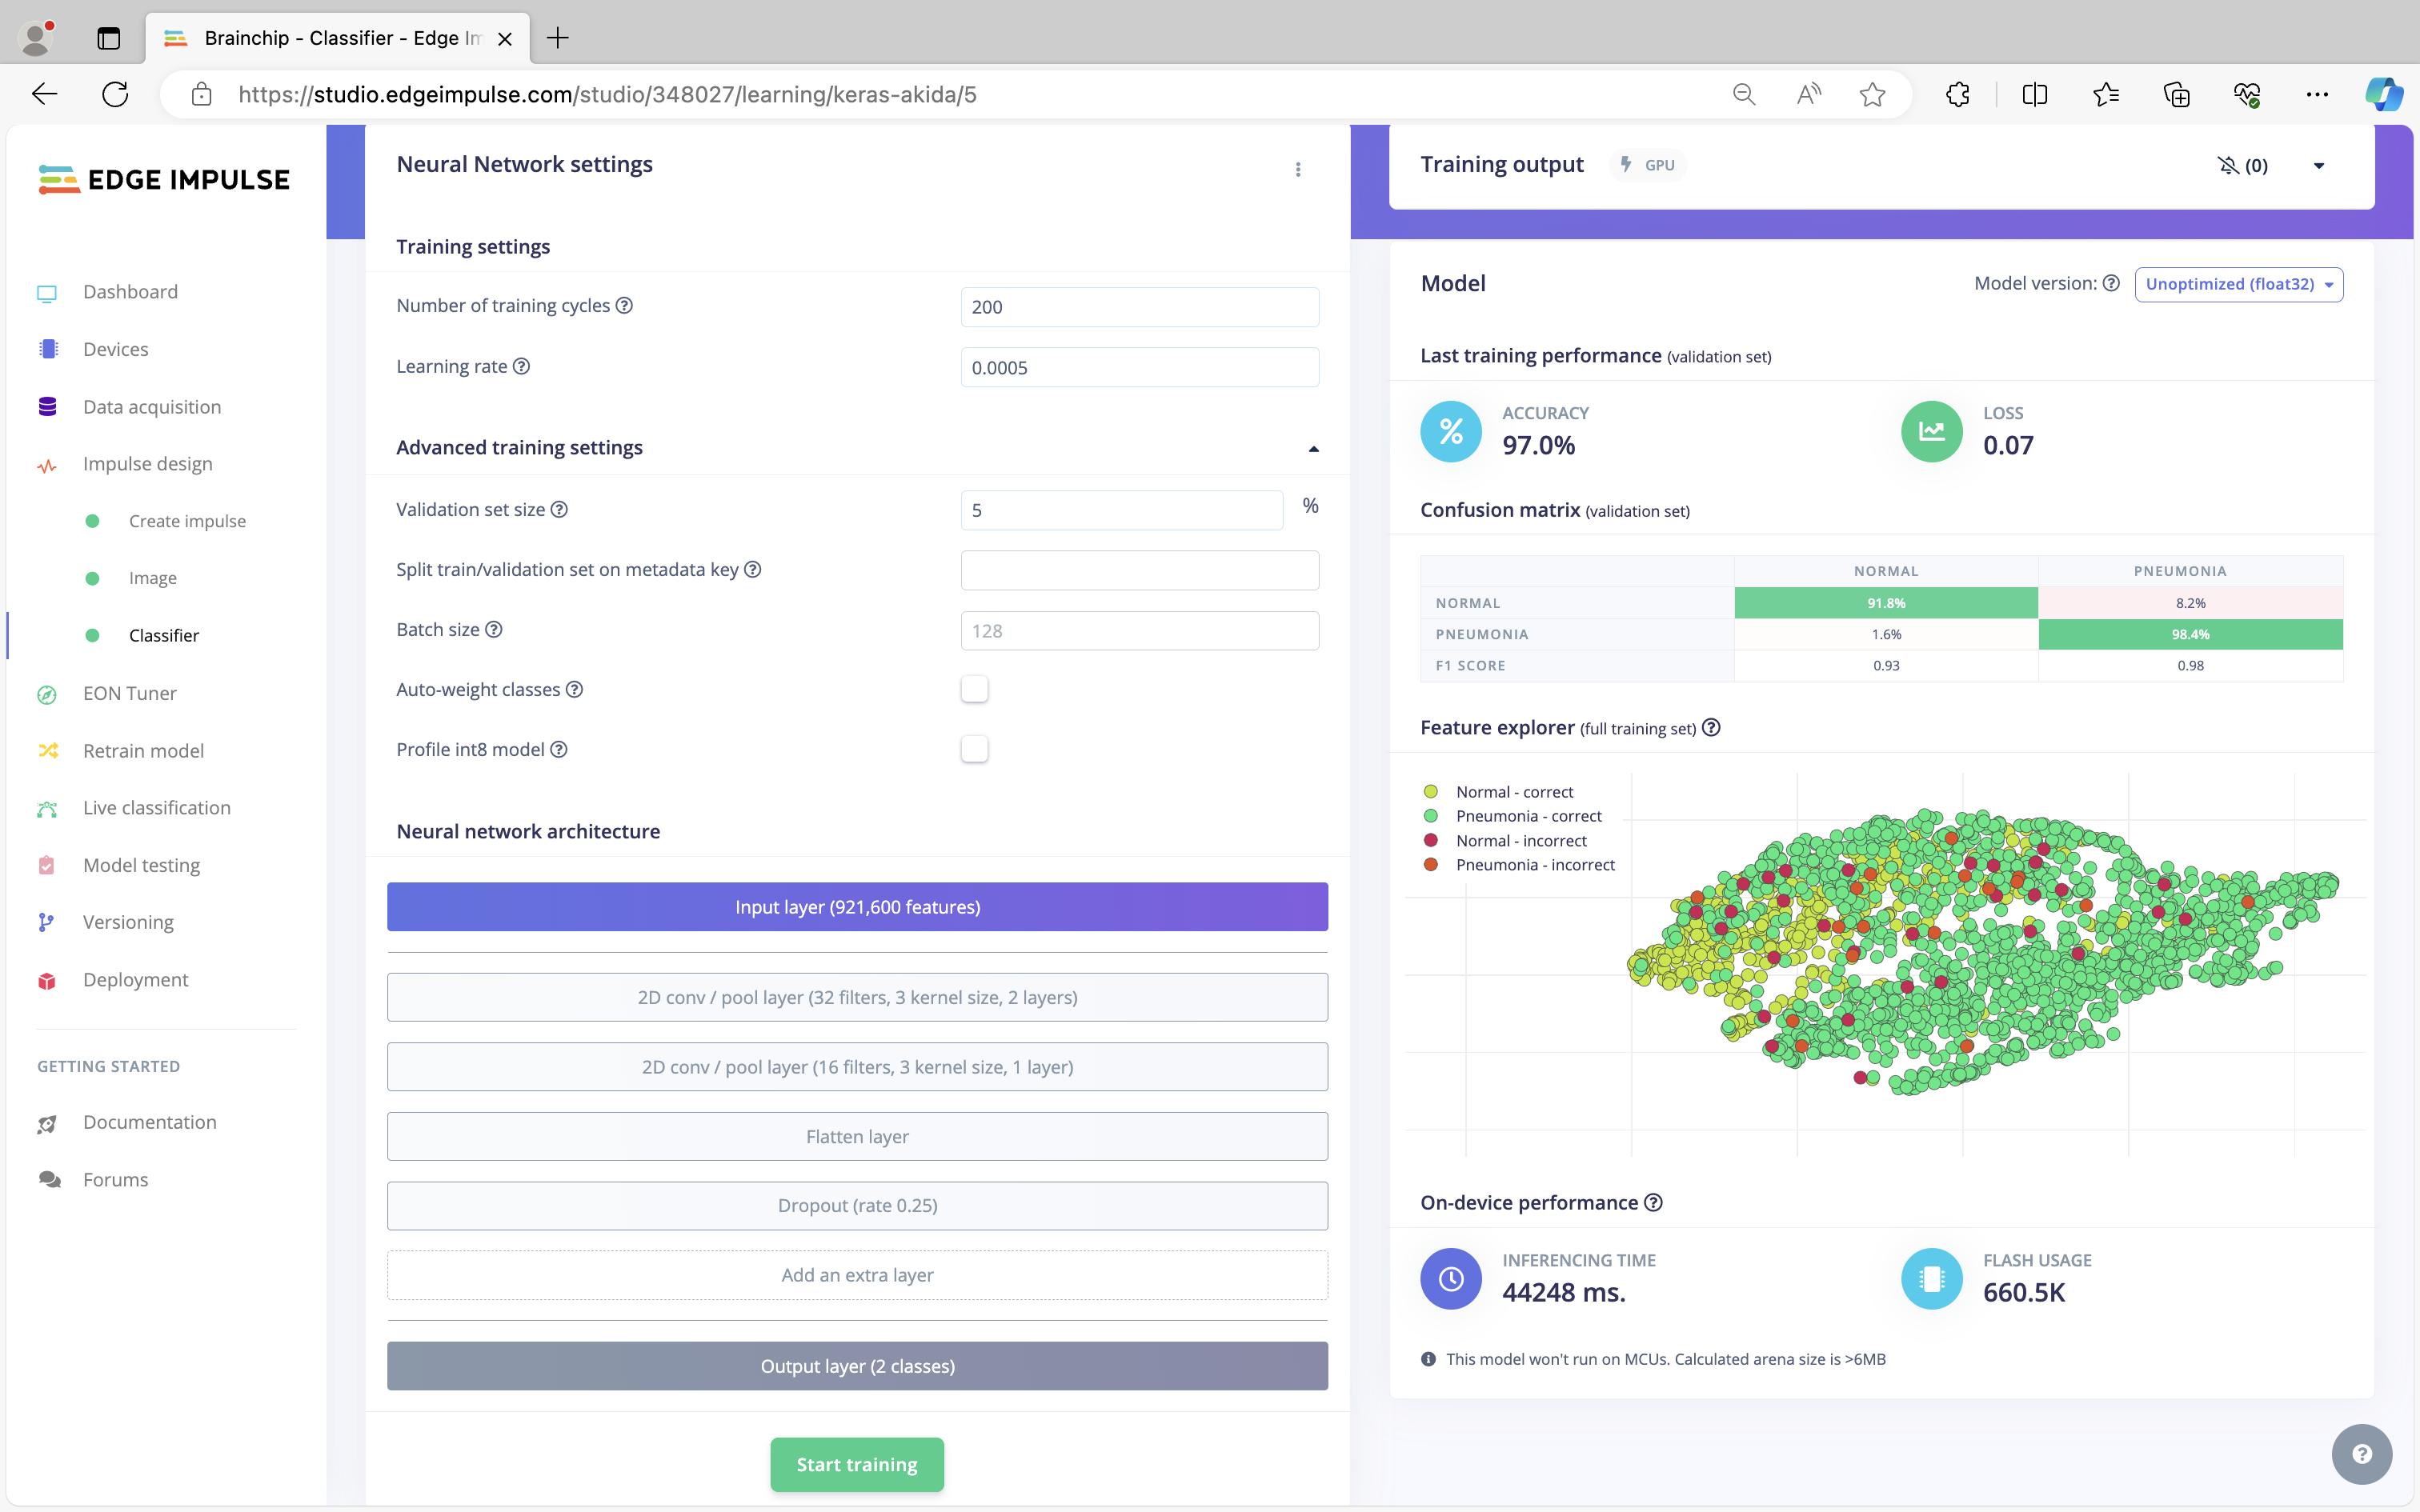 Brainchip - Classifier - Edge Im
https://studio.edgeimpulse.com/studio/348027/learning/keras-akida/5
EDGE IMPULSE
Dashboard
Devices
Data acquisition
Impulse design
Create impulse
Image
Classifier
EON Tuner
Retrain model
Live classification
Model testing
Versioning
Deployment
GETTING STARTED
Documentation
Forums
Neural Network settings
Training settings
Number of training cycles ? 200
Learning rate ? 0.0005
Advanced training settings
Validation set size ? 5 %
Split train/validation set on metadata key ?
Batch size ? 128
Auto-weight classes ?
Profile int8 model ?
Neural network architecture
Input layer (921,600 features)
2D conv / pool layer (32 filters, 3 kernel size, 2 layers)
2D conv / pool layer (16 filters, 3 kernel size, 1 layer)
Flatten layer
Dropout (rate 0.25)
Add an extra layer
Output layer (2 classes)
Start training
Training output GPU (0)
Model Model version: ? Unoptimized (float32)
Last training performance (validation set)
% ACCURACY
97.0%
LOSS
0.07
Confusion matrix (validation set)
NORMAL PNEUMONIA
NORMAL 91.8% 8.2%
PNEUMONIA 1.6% 98.4%
F1 SCORE 0.93 0.98
Feature explorer (full training set) ?
Normal - correct
Pneumonia - correct
Normal - incorrect
Pneumonia - incorrect
On-device performance ?
INFERENCING TIME
44248 ms.
FLASH USAGE
660.5K
This model won't run on MCUs. Calculated arena size is >6MB
?